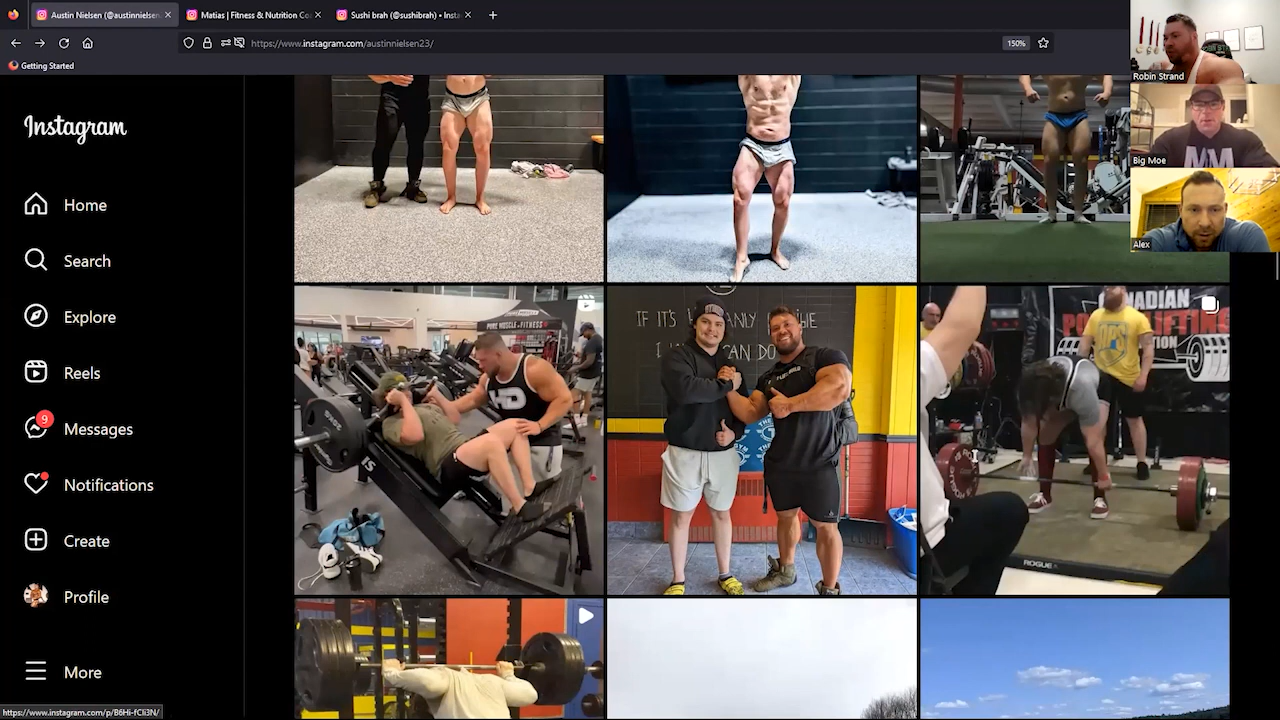 Austin Nielsen (@austinnielsen
Matias | Fitness & Nutrition Co
Sushi brah (@sushibrah) • Insta
https://www.instagram.com/austinnielsen23/
150%
Getting Started
Robin Strand
Big Moe
MM
Alex
Instagram
Home
Search
Explore
Reels
9
Messages
Notifications
Create
Profile
More
PURE MUSCLE+FITNESS
HD
IF IT'S
CAN DO
CANADIAN
ROGUE
https://www.instagram.com/p/B6Hi-fCli3N/